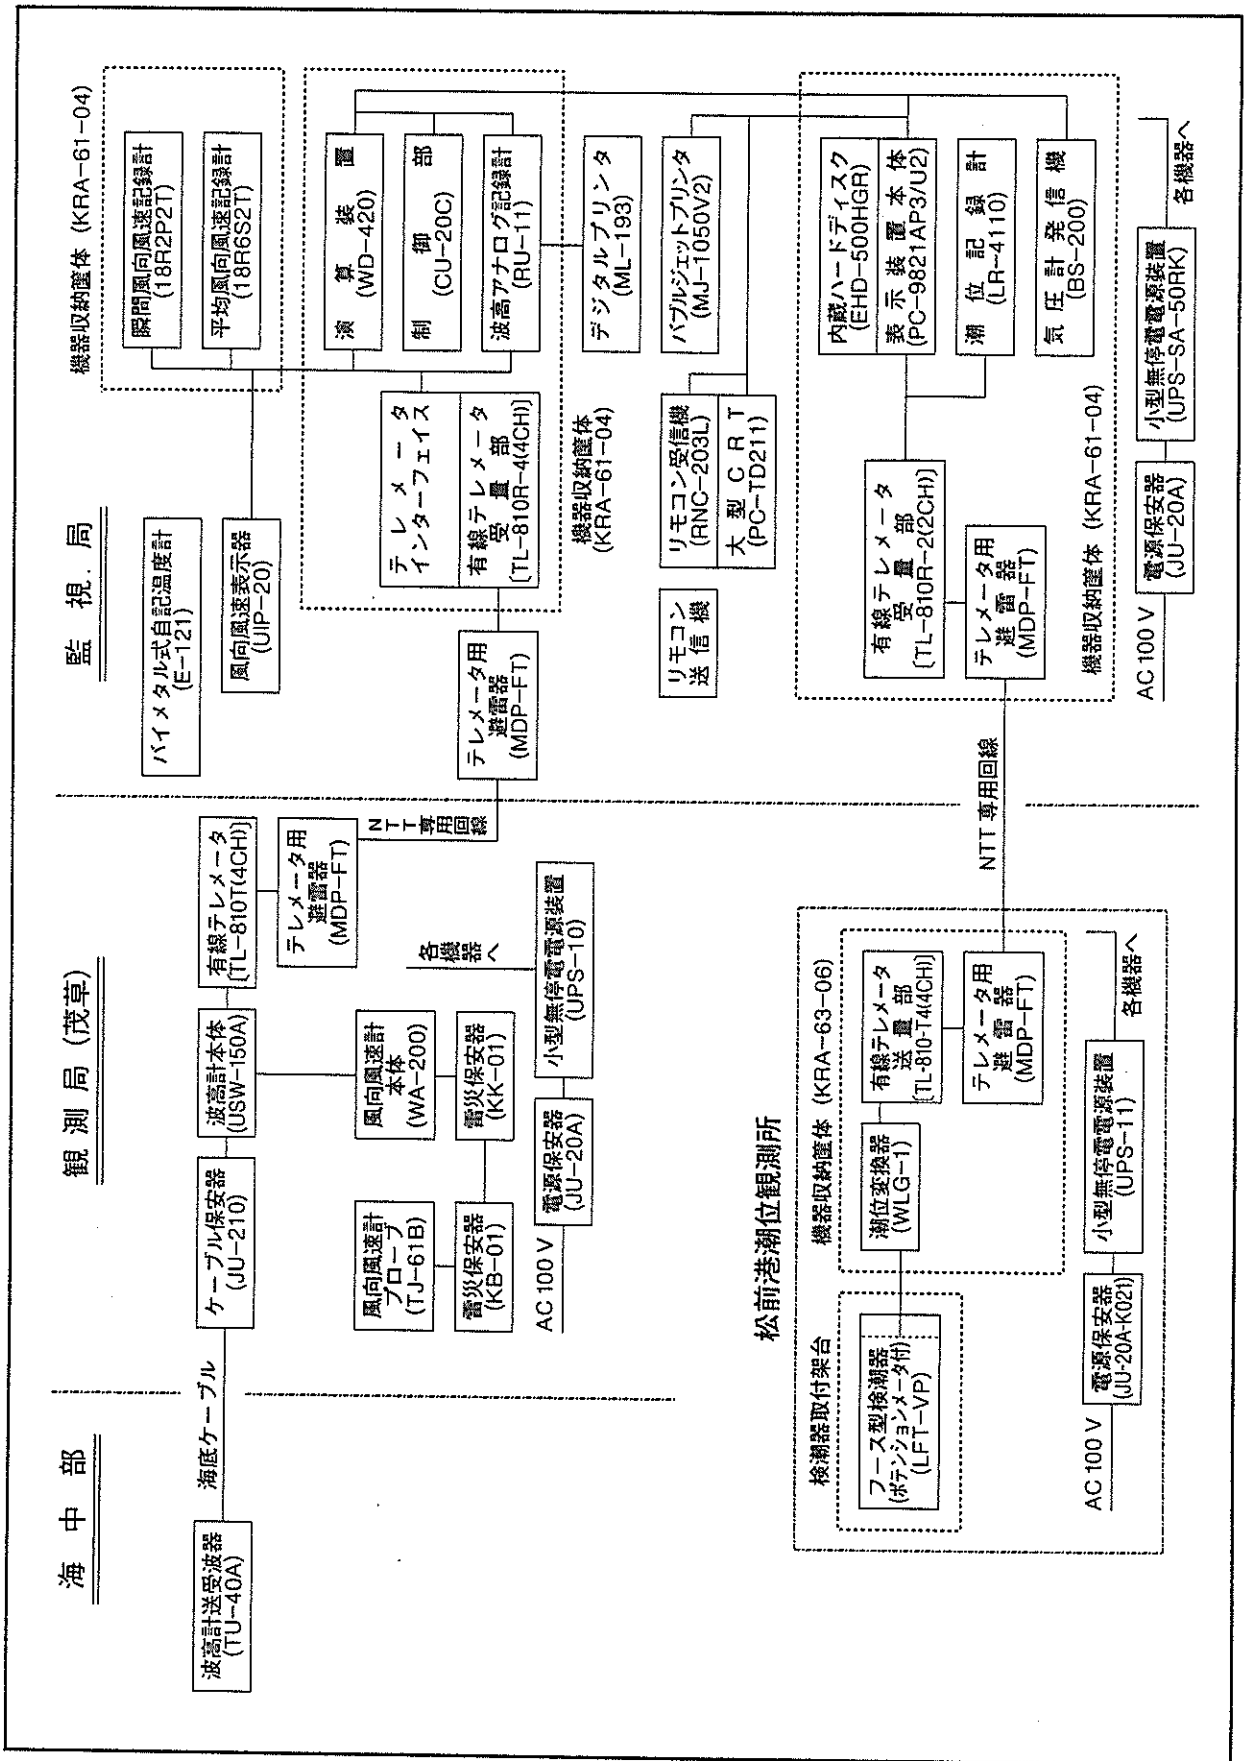 海中部
観測局 (茂草)
監視局
波高計送受波器
(TU-40A)
海底ケーブル
ケーブル保安器
(JU-210)
波高計本体
(USW-150A)
有線テレメータ
[TL-810T(4CH)]
テレメータ用
避雷器
(MDP-FT)
NTT専用回線
風向風速計
プローブ
(TJ-61B)
風向風速計
本体
(WA-200)
雷災保安器
(KB-01)
雷災保安器
(KK-01)
AC 100 V
電源保安器
(JU-20A)
小型無停電電源装置
(UPS-10)
各機器へ
バイメタル式自記温度計
(E-121)
風向風速表示器
(UIP-20)
機器収納筐体 (KRA-61-04)
瞬間風向風速記録計
(18R2P2T)
平均風向風速記録計
(18R6S2T)
テレメータ用
避雷器
(MDP-FT)
テレメータ
インターフェイス
有線テレメータ
受量部
[TL-810R-4(4CH)]
演算装置
(WD-420)
制御部
(CU-20C)
波高アナログ記録計
(RU-11)
機器収納筐体
(KRA-61-04)
デジタルプリンタ
(ML-193)
リモコン
送信機
リモコン受信機
(RNC-203L)
大型CRT
(PC-TD211)
バブルジェットプリンタ
(MJ-1050V2)
松前港潮位観測所
検潮器取付架台
フース型検潮器
(ポテンションメータ付)
(LFT-VP)
機器収納筐体 (KRA-63-06)
潮位変換器
(WLG-1)
有線テレメータ
送量部
[TL-810-T(4CH)]
テレメータ用
避雷器
(MDP-FT)
AC 100 V
電源保安器
(JU-20A-K021)
小型無停電電源装置
(UPS-11)
各機器へ
NTT専用回線
有線テレメータ
受量部
[TL-810R-2(2CH)]
テレメータ用
避雷器
(MDP-FT)
内蔵ハードディスク
(EHD-500HGR)
表示装置本体
(PC-9821AP3/U2)
潮位記録計
(LR-4110)
気圧計発信機
(BS-200)
機器収納筐体 (KRA-61-04)
AC 100 V
電源保安器
(JU-20A)
小型無停電電源装置
(UPS-SA-50RK)
各機器へ